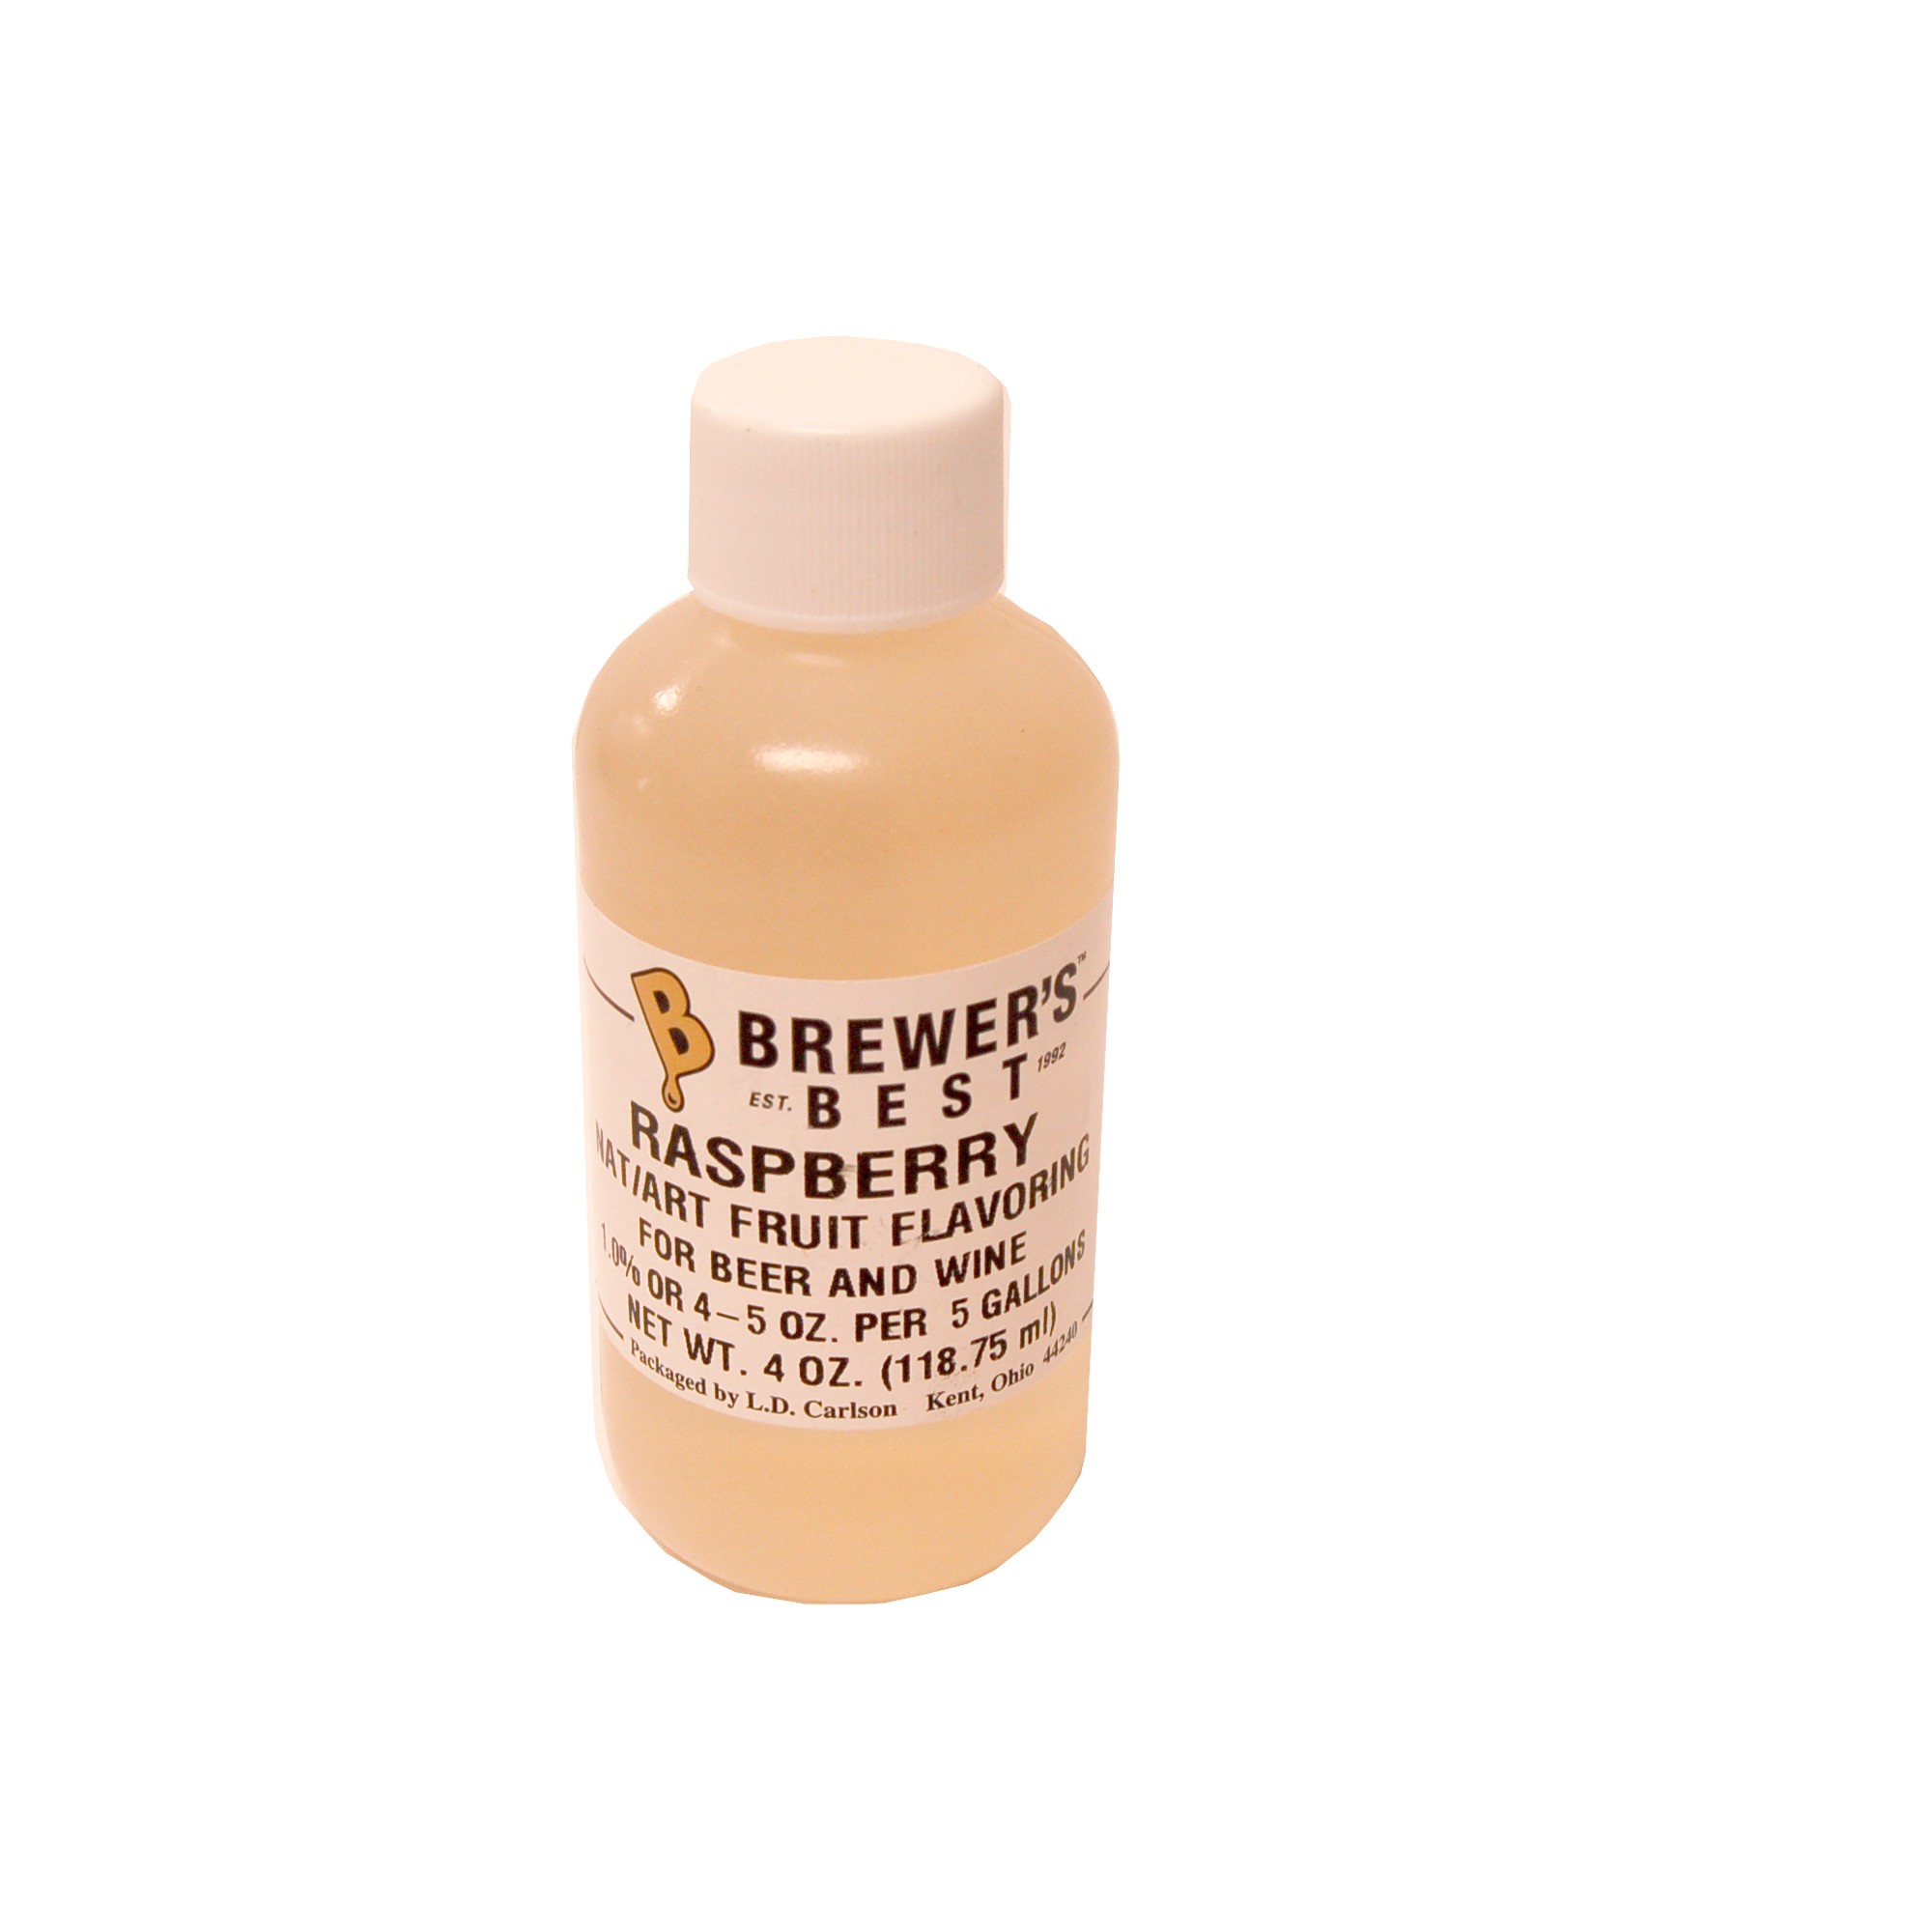 B BREWER'S™
EST. BEST 1992
RASPBERRY
NAT/ART FRUIT FLAVORING
FOR BEER AND WINE
1.0% OR 4–5 OZ. PER 5 GALLONS
NET WT. 4 OZ. (118.75 ml)
Packaged by L.D. Carlson Kent, Ohio 44240